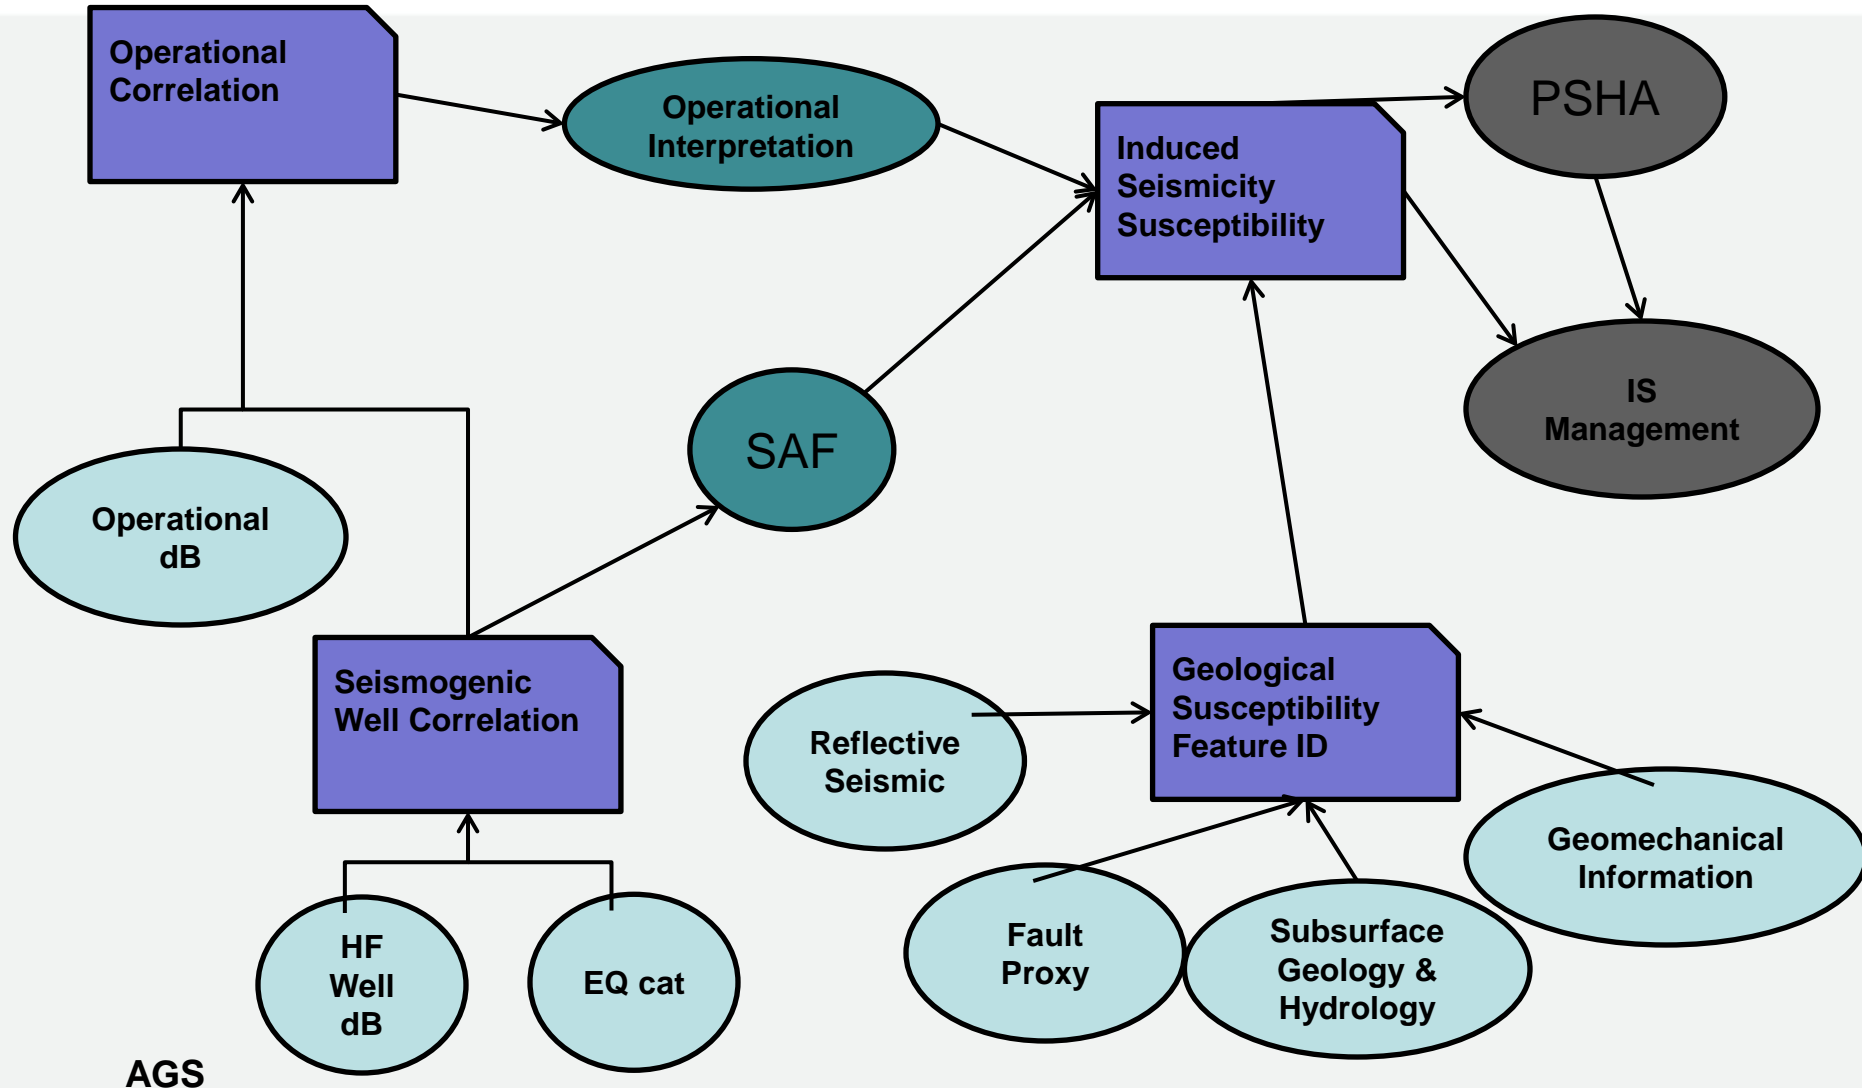 Operational
Correlation
Operational
Interpretation
PSHA
Induced
Seismicity
Susceptibility
IS
Management
SAF
Operational
dB
Seismogenic
Well Correlation
Geological
Susceptibility
Feature ID
Reflective
Seismic
Geomechanical
Information
HF
Well
dB
EQ cat
Fault
Proxy
Subsurface
Geology &
Hydrology
AGS